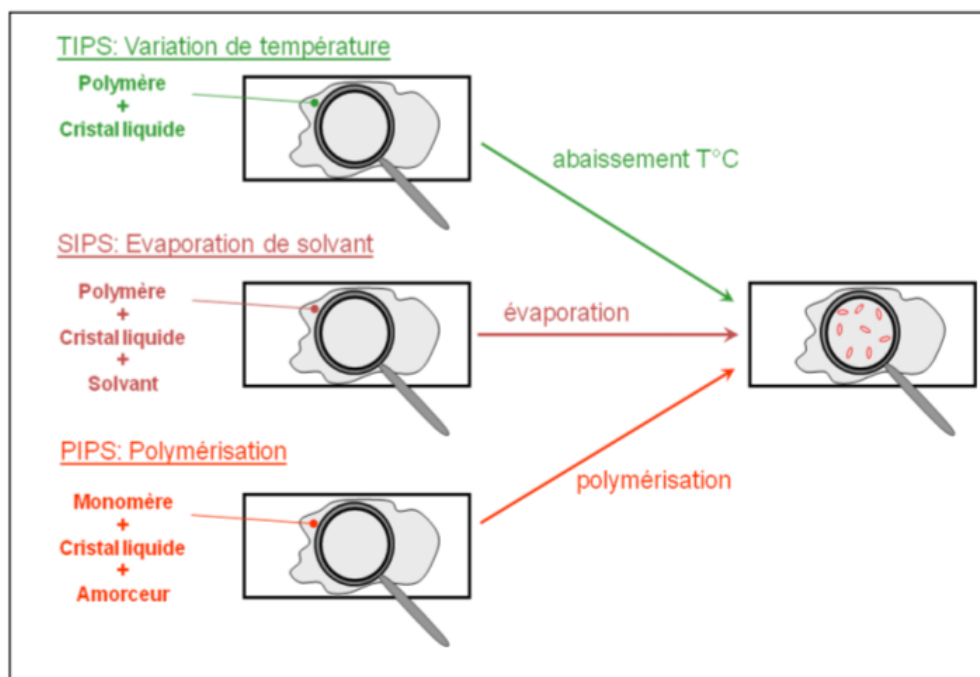 TIPS: Variation de température
Polymère
+
Cristal liquide
abaissement T°C
SIPS: Evaporation de solvant
Polymère
+
Cristal liquide
+
Solvant
évaporation
PIPS: Polymérisation
Monomère
+
Cristal liquide
+
Amorceur
polymérisation